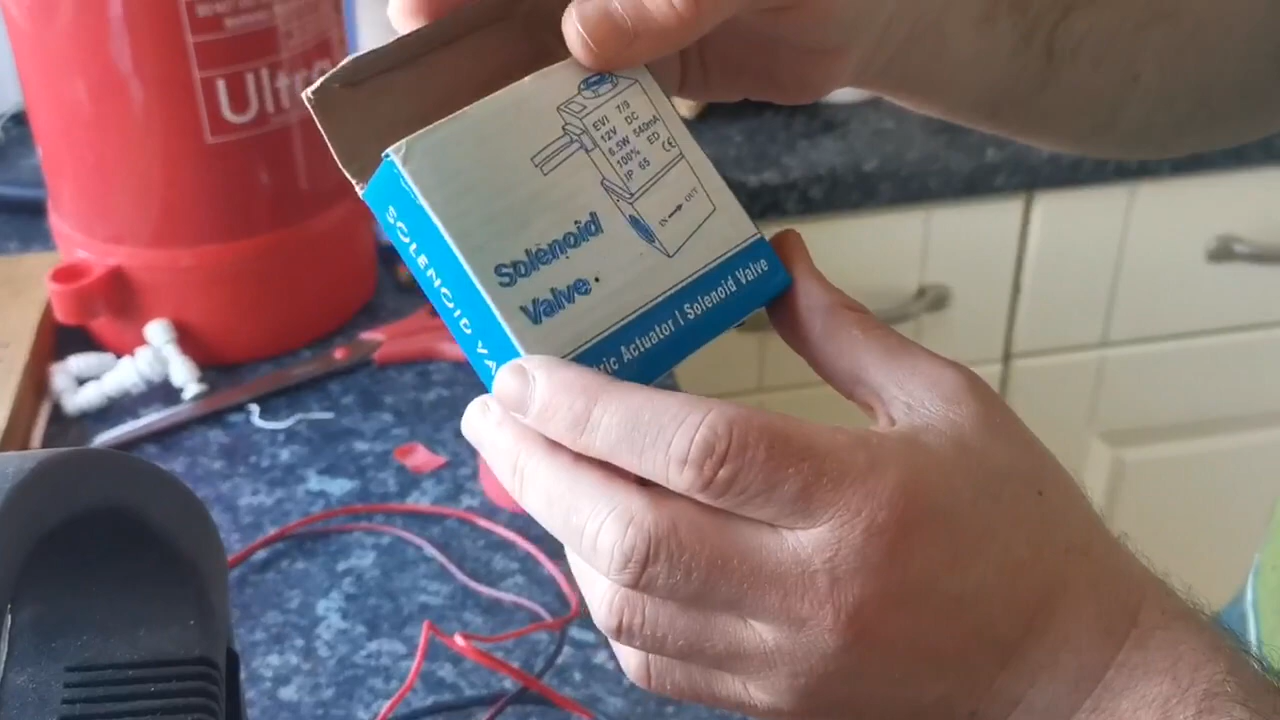 Ultra
EVI 7/9
12V DC
6.5W 540mA
100% ED
IP 65
CE
IN → OUT
Solenoid
Valve
SOLENOID VA
tric Actuator | Solenoid Valve